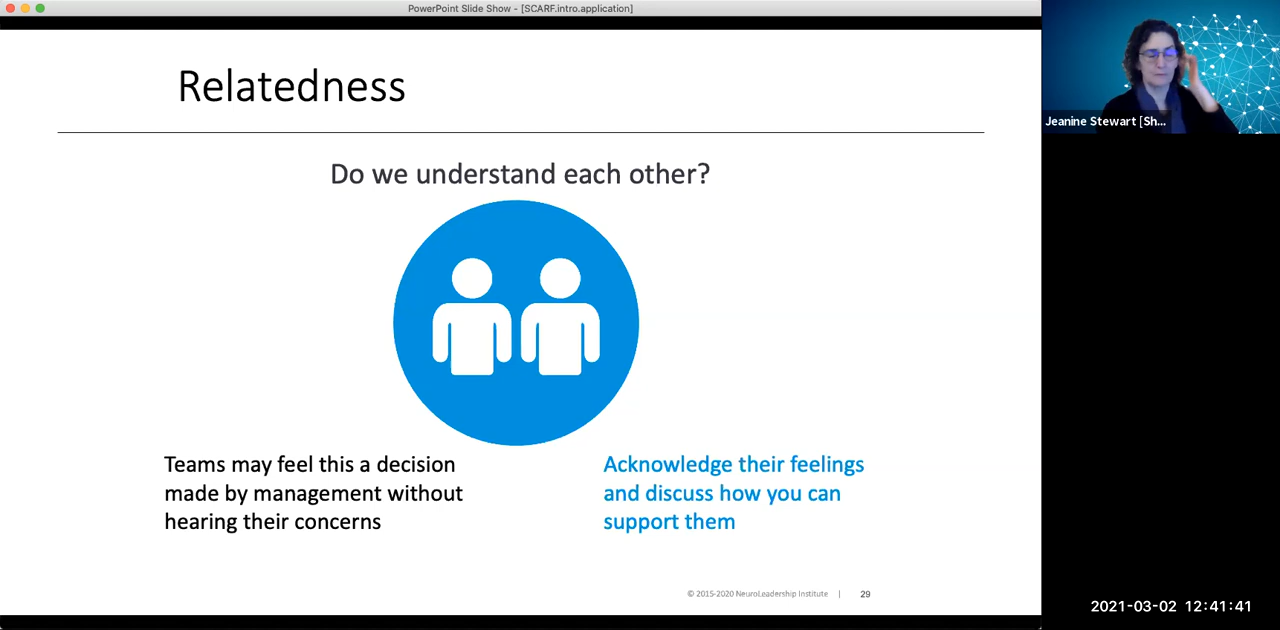 PowerPoint Slide Show - [SCARF.intro.application]
Relatedness
Do we understand each other?
Teams may feel this a decision
made by management without
hearing their concerns
Acknowledge their feelings
and discuss how you can
support them
© 2015-2020 NeuroLeadership Institute | 29
Jeanine Stewart [Sh...
2021-03-02 12:41:41